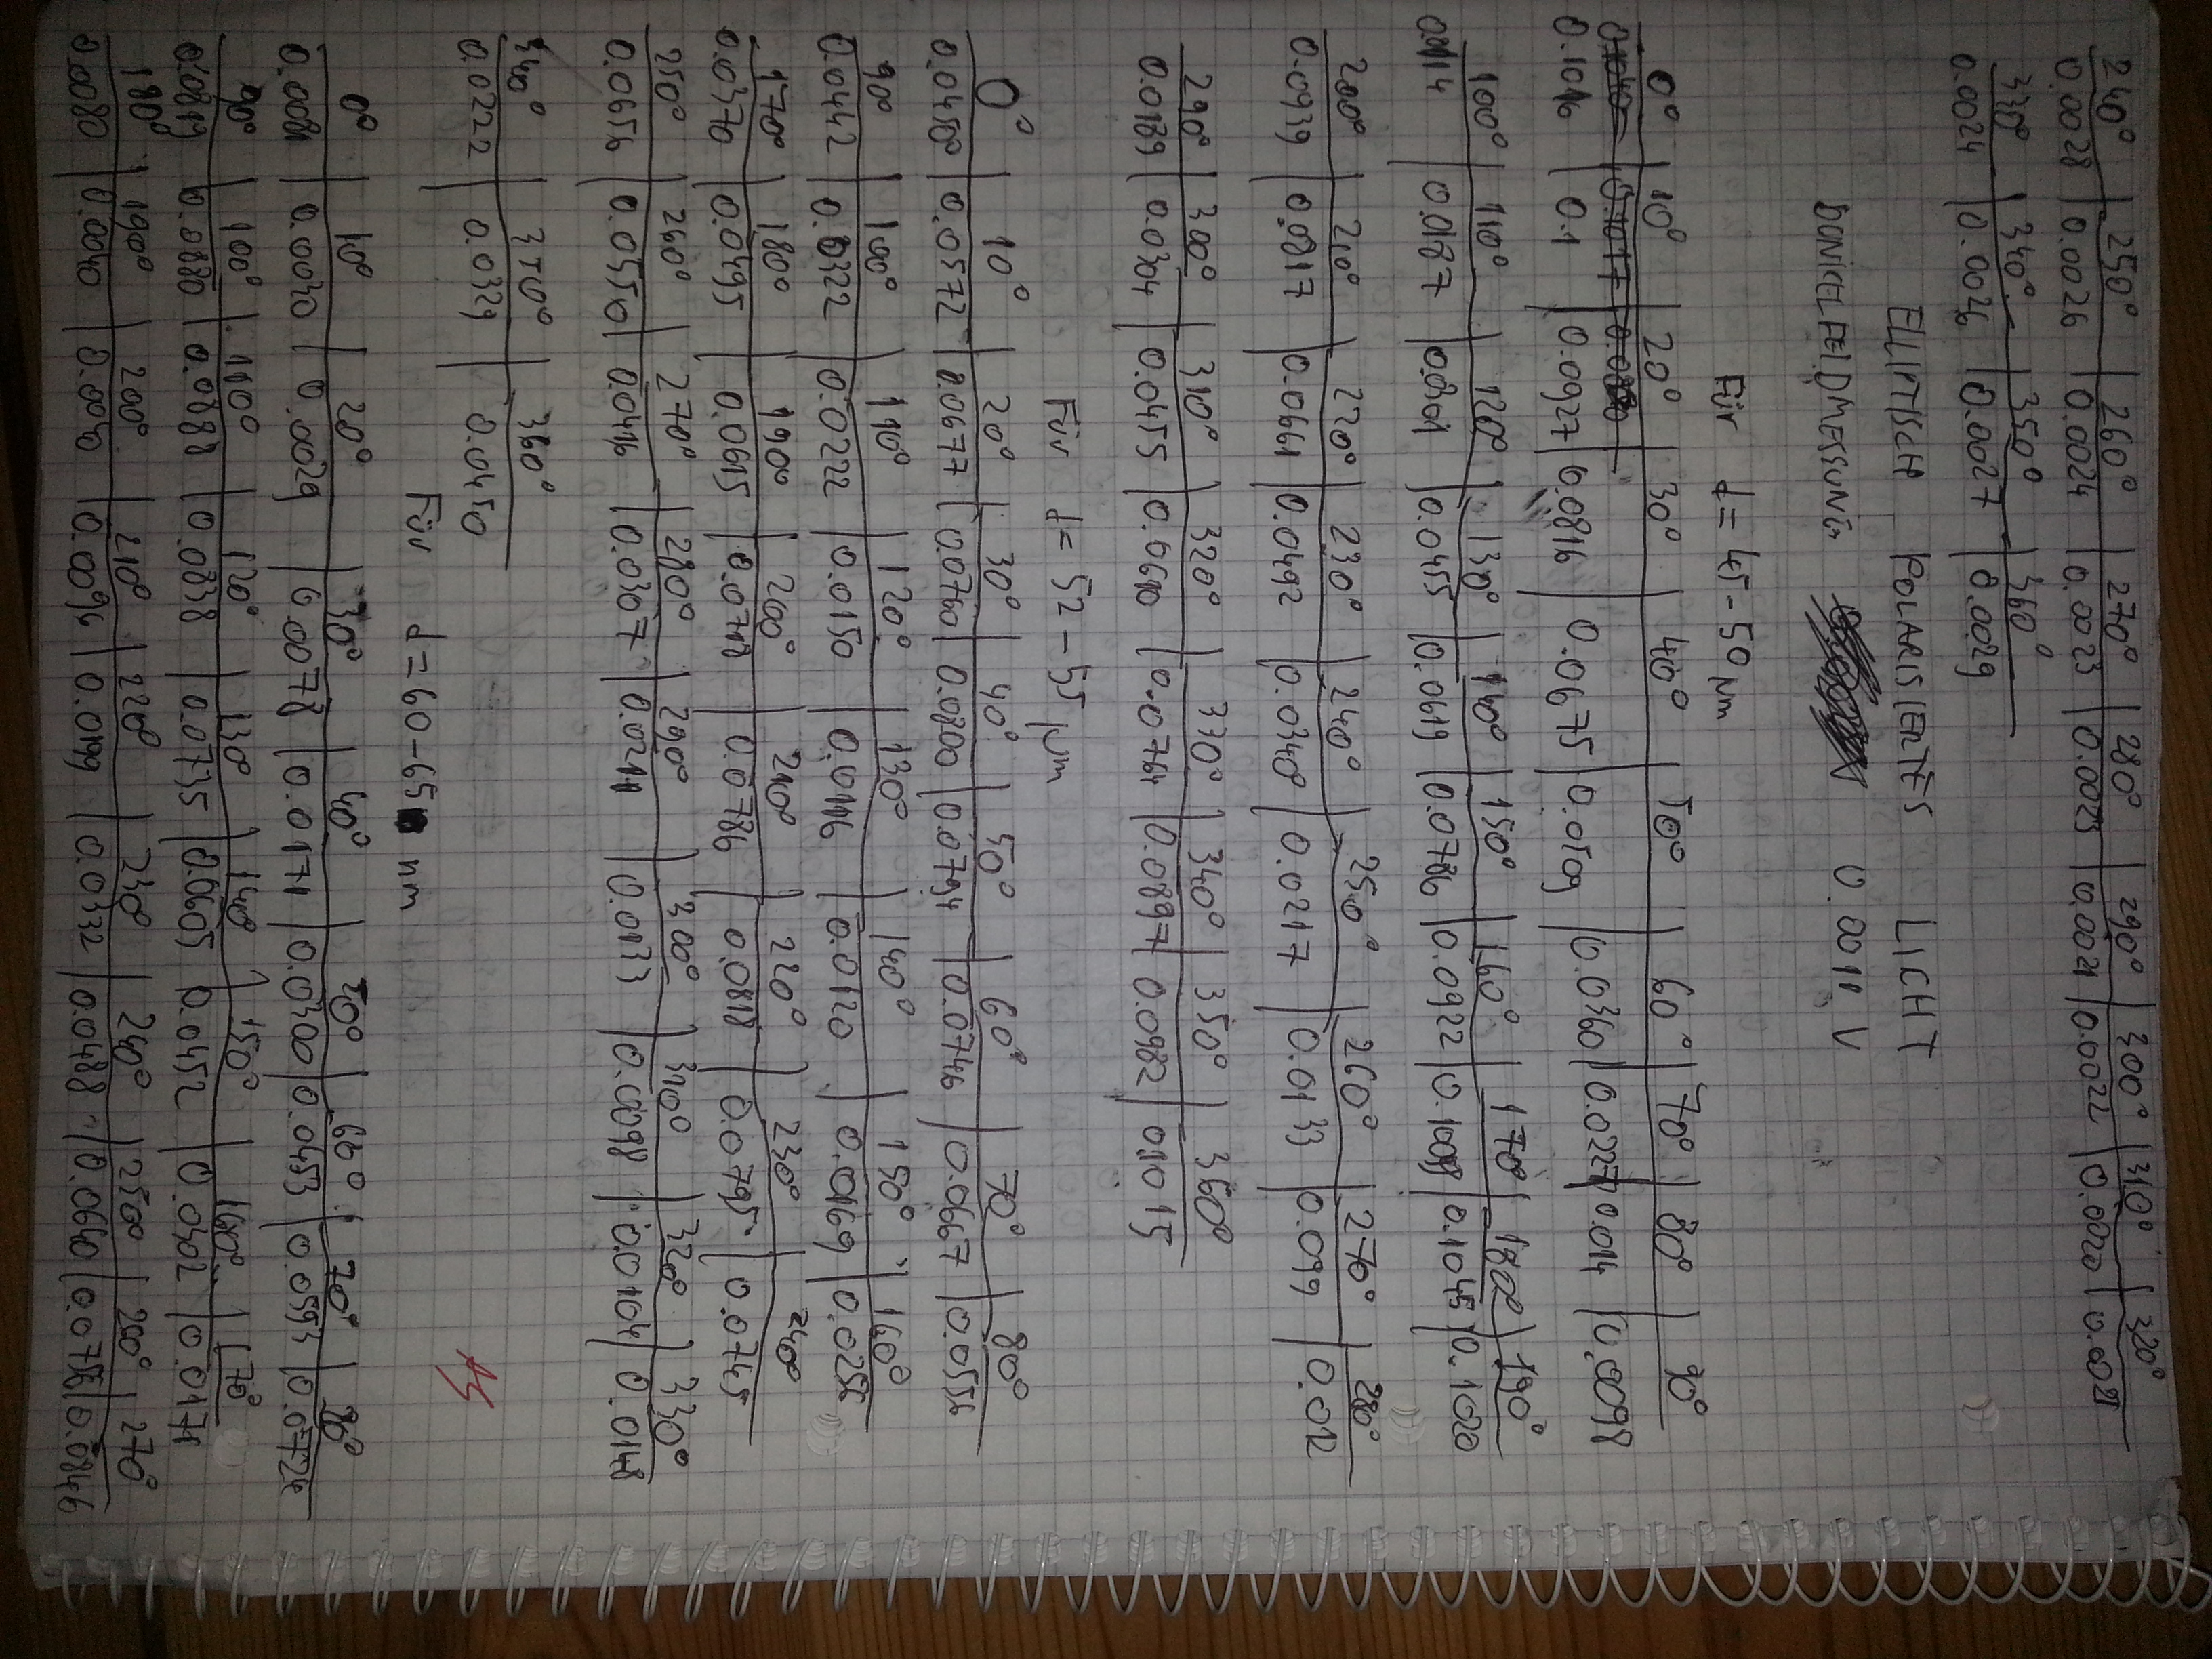 240° 250° 260° 270° 280° 290° 300° 310° 320°
0.0028 0.0026 0.0024 0.0023 0.0023 0.0021 0.0022 0.0020 0.0021
330° 340° 350° 360°
0.0024 0.0026 0.0027 0.0029
ELLIPTISCH POLARISIERTES LICHT
DUNKELFELDMESSUNG 0.0011 V
Für d= 45-50 μm
0° 10° 20° 30° 40° 50° 60° 70° 80° 90°
0.1040 0.1017
0.1016 0.1 0.0927 0.0816 0.0675 0.0509 0.0360 0.0227 0.014 0.0098
100° 110° 120° 130° 140° 150° 160° 170° 180° 190°
0.0114 0.0187 0.0301 0.0455 0.0619 0.0786 0.0922 0.1045 0.1020
200° 210° 220° 230° 240° 250° 260° 270° 280°
0.0939 0.0817 0.0661 0.0492 0.0340 0.0217 0.0133 0.099 0.012
290° 300° 310° 320° 330° 340° 350° 360°
0.0189 0.0304 0.0455 0.0610 0.0764 0.0897 0.0982 0.1015
Für d= 52-55 μm
0° 10° 20° 30° 40° 50° 60° 70° 80°
0.0450 0.0572 0.0677 0.0760 0.0800 0.0794 0.0746 0.0667 0.0556
90° 100° 110° 120° 130° 140° 150° 160°
0.0442 0.0322 0.0222 0.0150 0.0116 0.0120 0.0169 0.0256
170° 180° 190° 200° 210° 220° 230° 240°
0.0370 0.0495 0.0615 0.0718 0.0786 0.0818 0.0795 0.0745
250° 260° 270° 280° 290° 300° 310° 320° 330°
0.0656 0.0550 0.0416 0.0307 0.0211 0.0133 0.0098 0.0104 0.0148
340° 350° 360°
0.0222 0.0329 0.0450
AS
Für d=60-65 nm
0° 10° 20° 30° 40° 50° 60° 70° 80°
0.0081 0.0030 0.0029 0.0078 0.0171 0.0300 0.0453 0.0593 0.0724
90° 100° 110° 120° 130° 140° 150° 160° 170°
0.0819 0.0880 0.0888 0.0838 0.0735 0.0605 0.0452 0.0302 0.0171
180° 190° 200° 210° 220° 230° 240° 250° 260° 270°
0.0080 0.0040 0.0040 0.0096 0.0199 0.0332 0.0488 0.0640 0.0756 0.0846